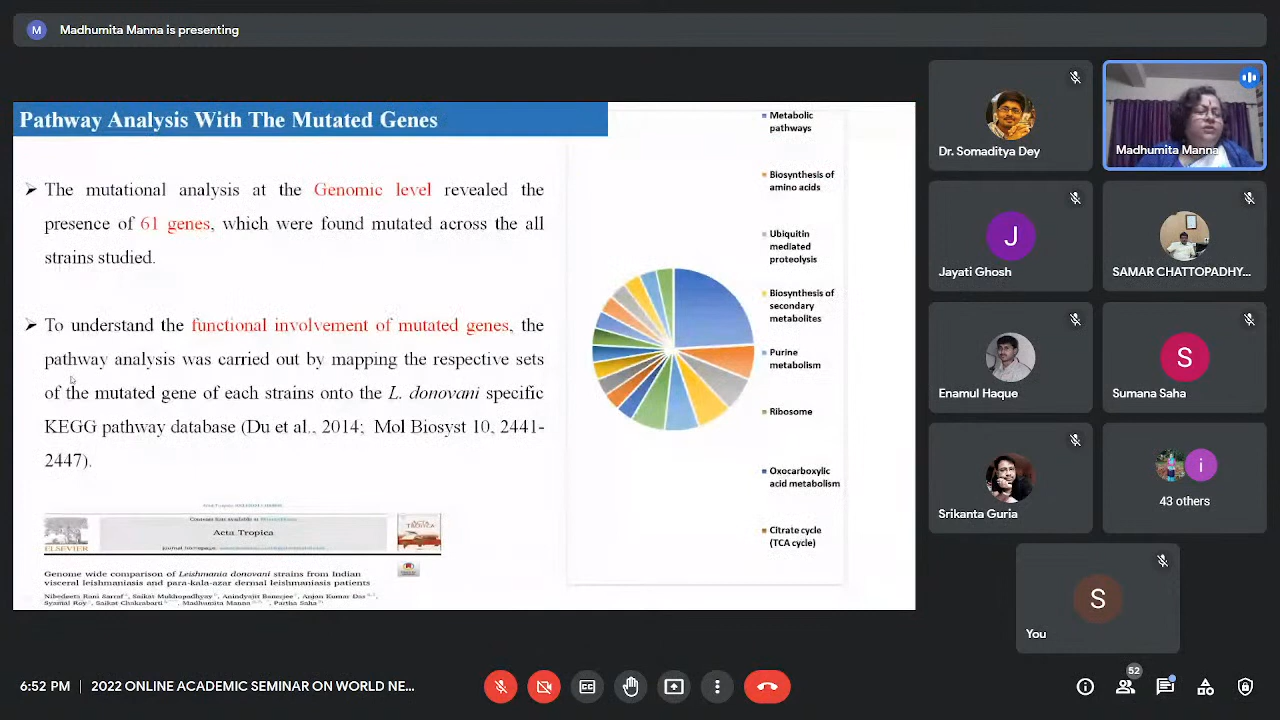 M
Madhumita Manna is presenting
Pathway Analysis With The Mutated Genes
➢ The mutational analysis at the Genomic level revealed the
presence of 61 genes, which were found mutated across the all
strains studied.
➢ To understand the functional involvement of mutated genes, the
pathway analysis was carried out by mapping the respective sets
of the mutated gene of each strains onto the L. donovani specific
KEGG pathway database (Du et al., 2014; Mol Biosyst 10, 2441-
2447).
Acta Tropica
ELSEVIER
Genome wide comparison of Leishmania donovani strains from Indian
visceral leishmaniasis and para-kala-azar dermal leishmaniasis patients
Metabolic
pathways
Biosynthesis of
amino acids
Ubiquitin
mediated
proteolysis
Biosynthesis of
secondary
metabolites
Purine
metabolism
Ribosome
Oxocarboxylic
acid metabolism
Citrate cycle
(TCA cycle)
Dr. Somaditya Dey
Madhumita Manna
J
Jayati Ghosh
SAMAR CHATTOPADHY...
Enamul Haque
S
Sumana Saha
Srikanta Guria
i
43 others
S
You
6:52 PM
2022 ONLINE ACADEMIC SEMINAR ON WORLD NE...
52